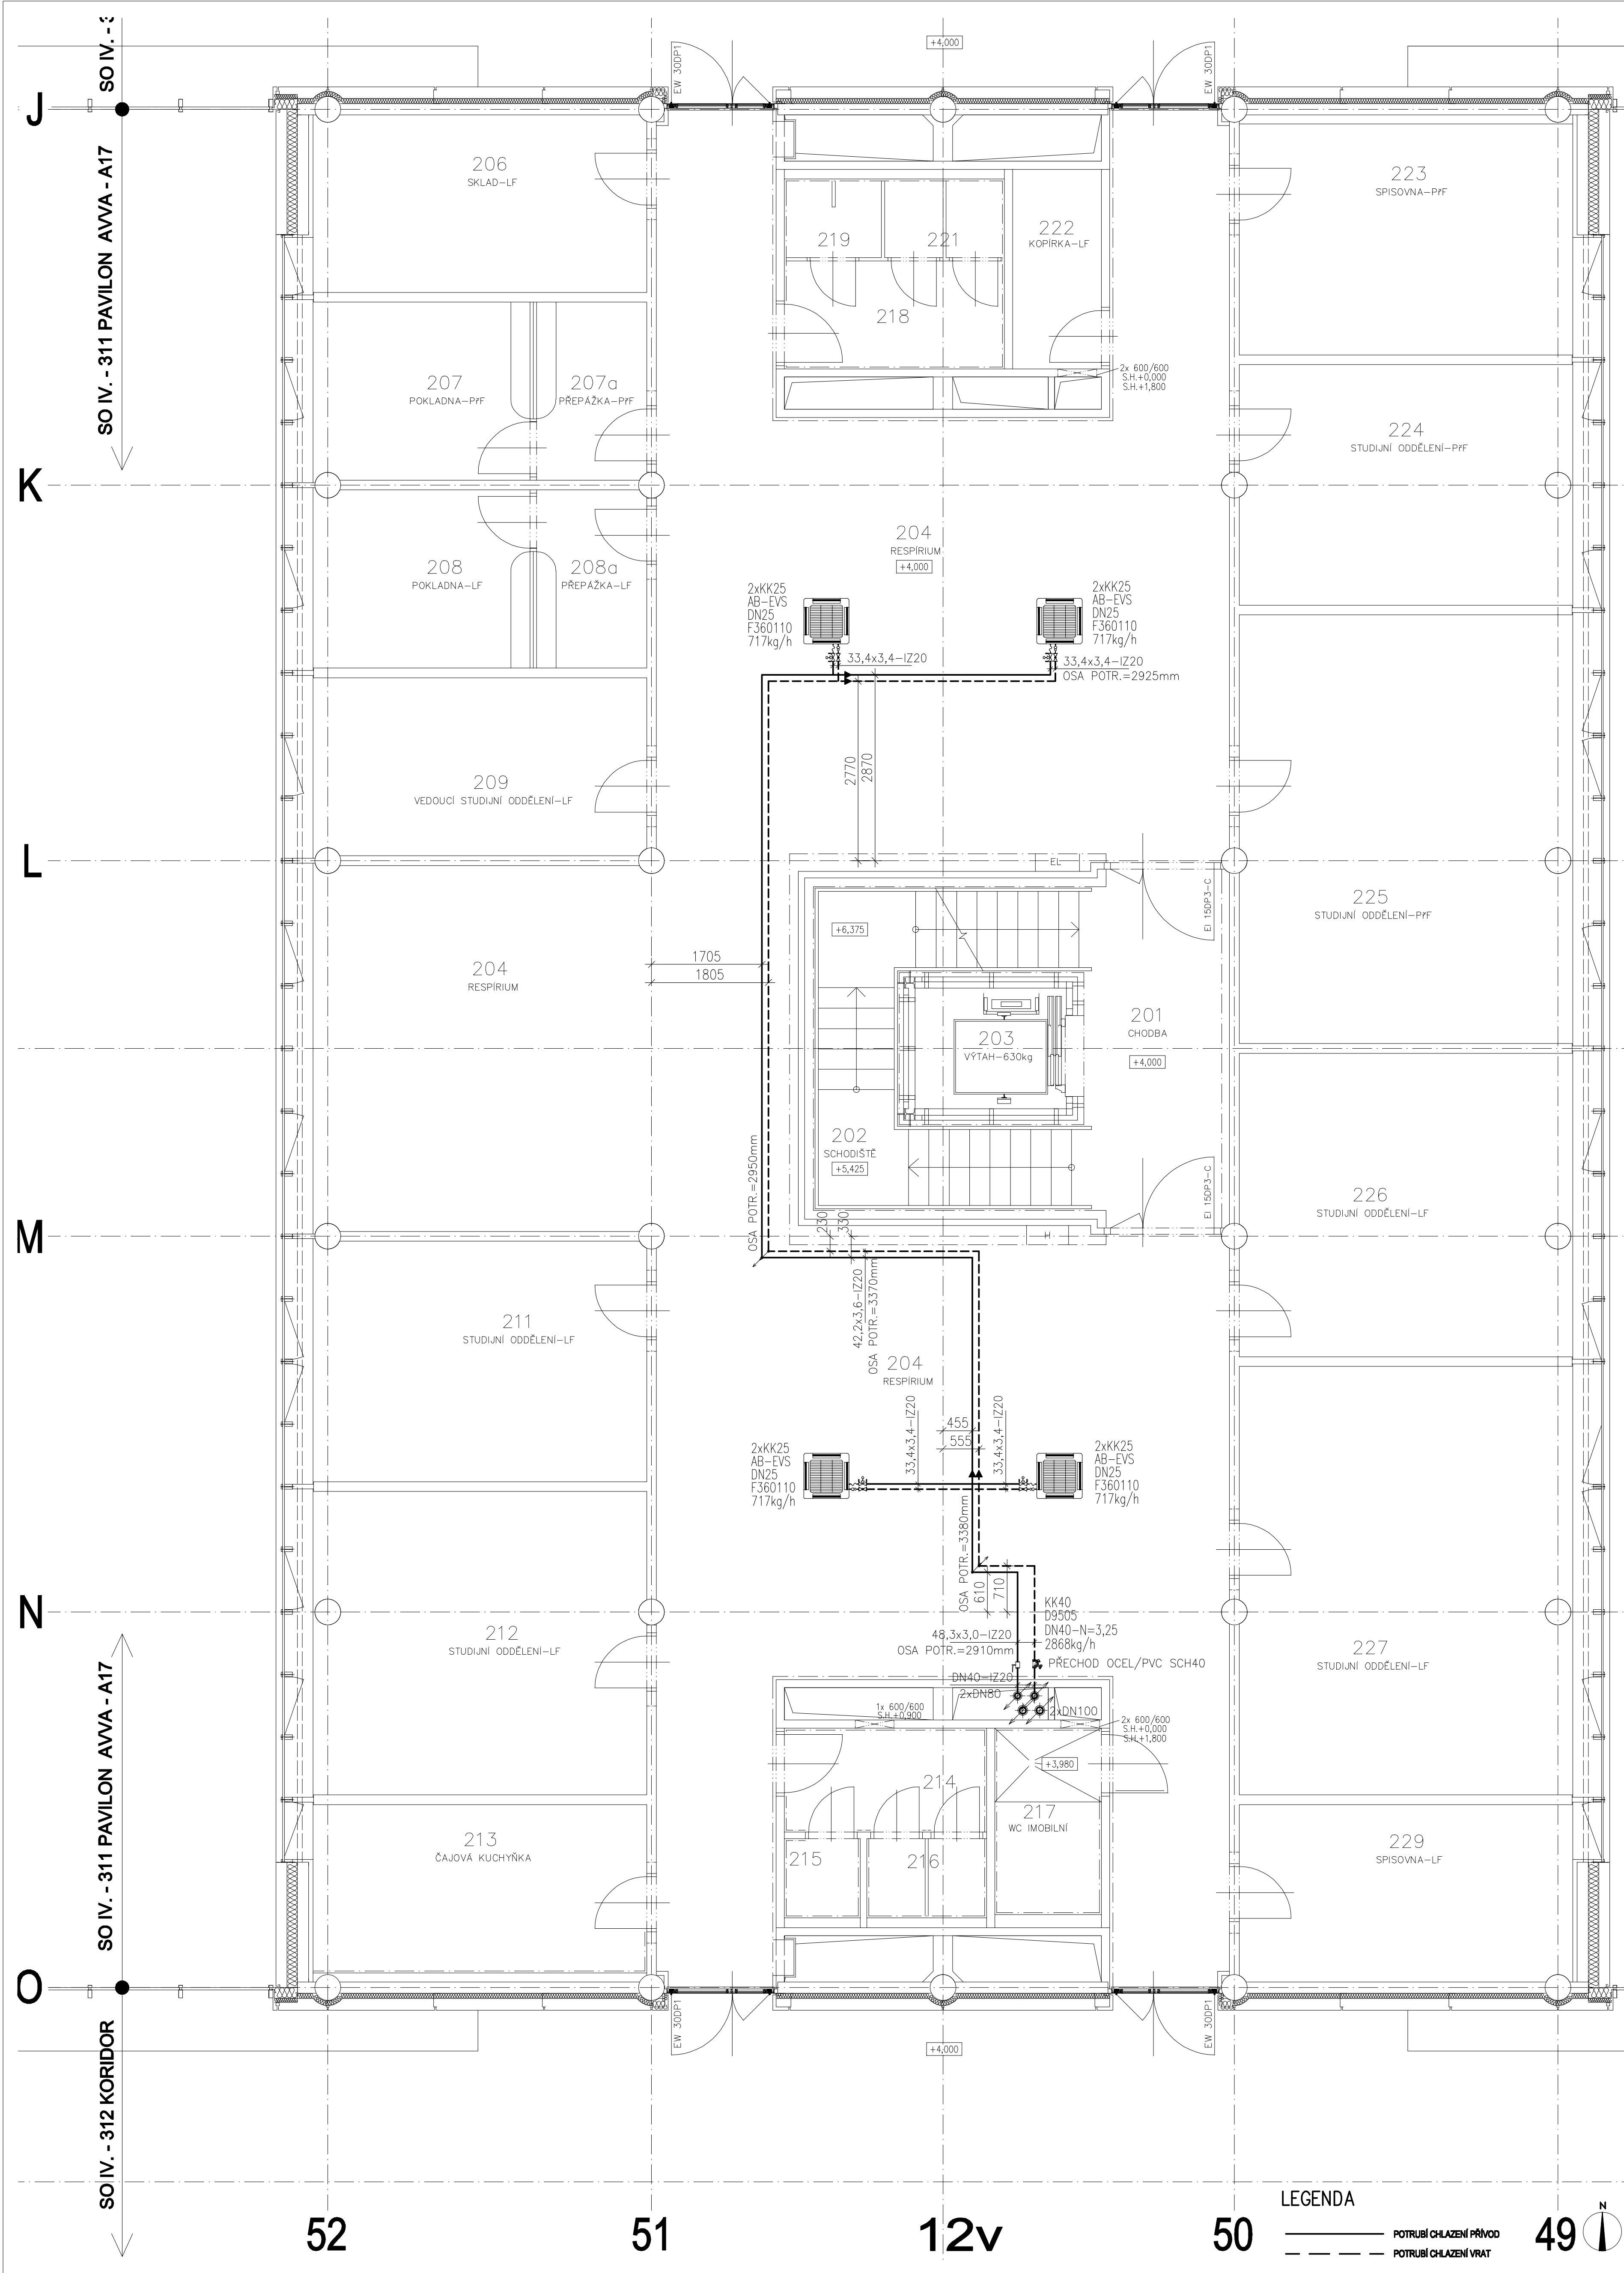 SO IV. -
+4,000
EW 30DP1
EW 30DP1
J
SO IV. - 311 PAVILON AVVA - A17
206
SKLAD-LF
219
221
222
KOPÍRKA-LF
218
2x 600/600
S.H.+0,000
S.H.+1,800
223
SPISOVNA-PřF
207
POKLADNA-PřF
207a
PŘEPÁŽKA-PřF
224
STUDIJNÍ ODDĚLENÍ-PřF
K
204
RESPÍRIUM
+4,000
208
POKLADNA-LF
208a
PŘEPÁŽKA-LF
2xKK25
AB-EVS
DN25
F360110
717kg/h
2xKK25
AB-EVS
DN25
F360110
717kg/h
33,4x3,4-IZ20
33,4x3,4-IZ20
OSA POTR.=2925mm
2770
2870
209
VEDOUCÍ STUDIJNÍ ODDĚLENÍ-LF
L
EL
EI 15DP3-C
225
STUDIJNÍ ODDĚLENÍ-PřF
+6,375
204
RESPÍRIUM
1705
1805
201
CHODBA
+4,000
203
VÝTAH-630kg
202
SCHODIŠTĚ
+5,425
OSA POTR.=2950mm
EI 15DP3-C
226
STUDIJNÍ ODDĚLENÍ-LF
M
230
330
H
42,2x3,6-IZ20
OSA POTR.=3370mm
211
STUDIJNÍ ODDĚLENÍ-LF
204
RESPÍRIUM
33,4x3,4-IZ20
455
555
33,4x3,4-IZ20
2xKK25
AB-EVS
DN25
F360110
717kg/h
2xKK25
AB-EVS
DN25
F360110
717kg/h
OSA POTR.=3380mm
610
710
N
KK40
D9505
DN40-N=3,25
2868kg/h
48,3x3,0-IZ20
OSA POTR.=2910mm
PŘECHOD OCEL/PVC SCH40
212
STUDIJNÍ ODDĚLENÍ-LF
227
STUDIJNÍ ODDĚLENÍ-LF
DN40-IZ20
2xDN80
2xDN100
1x 600/600
S.H.+0,900
2x 600/600
S.H.+0,000
S.H.+1,800
+3,980
SO IV. - 311 PAVILON AVVA - A17
214
217
WC IMOBILNÍ
213
ČAJOVÁ KUCHYŇKA
215
216
229
SPISOVNA-LF
O
EW 30DP1
EW 30DP1
+4,000
SO IV. - 312 KORIDOR
LEGENDA
POTRUBÍ CHLAZENÍ PŘÍVOD
POTRUBÍ CHLAZENÍ VRAT
52
51
12v
50
49
N